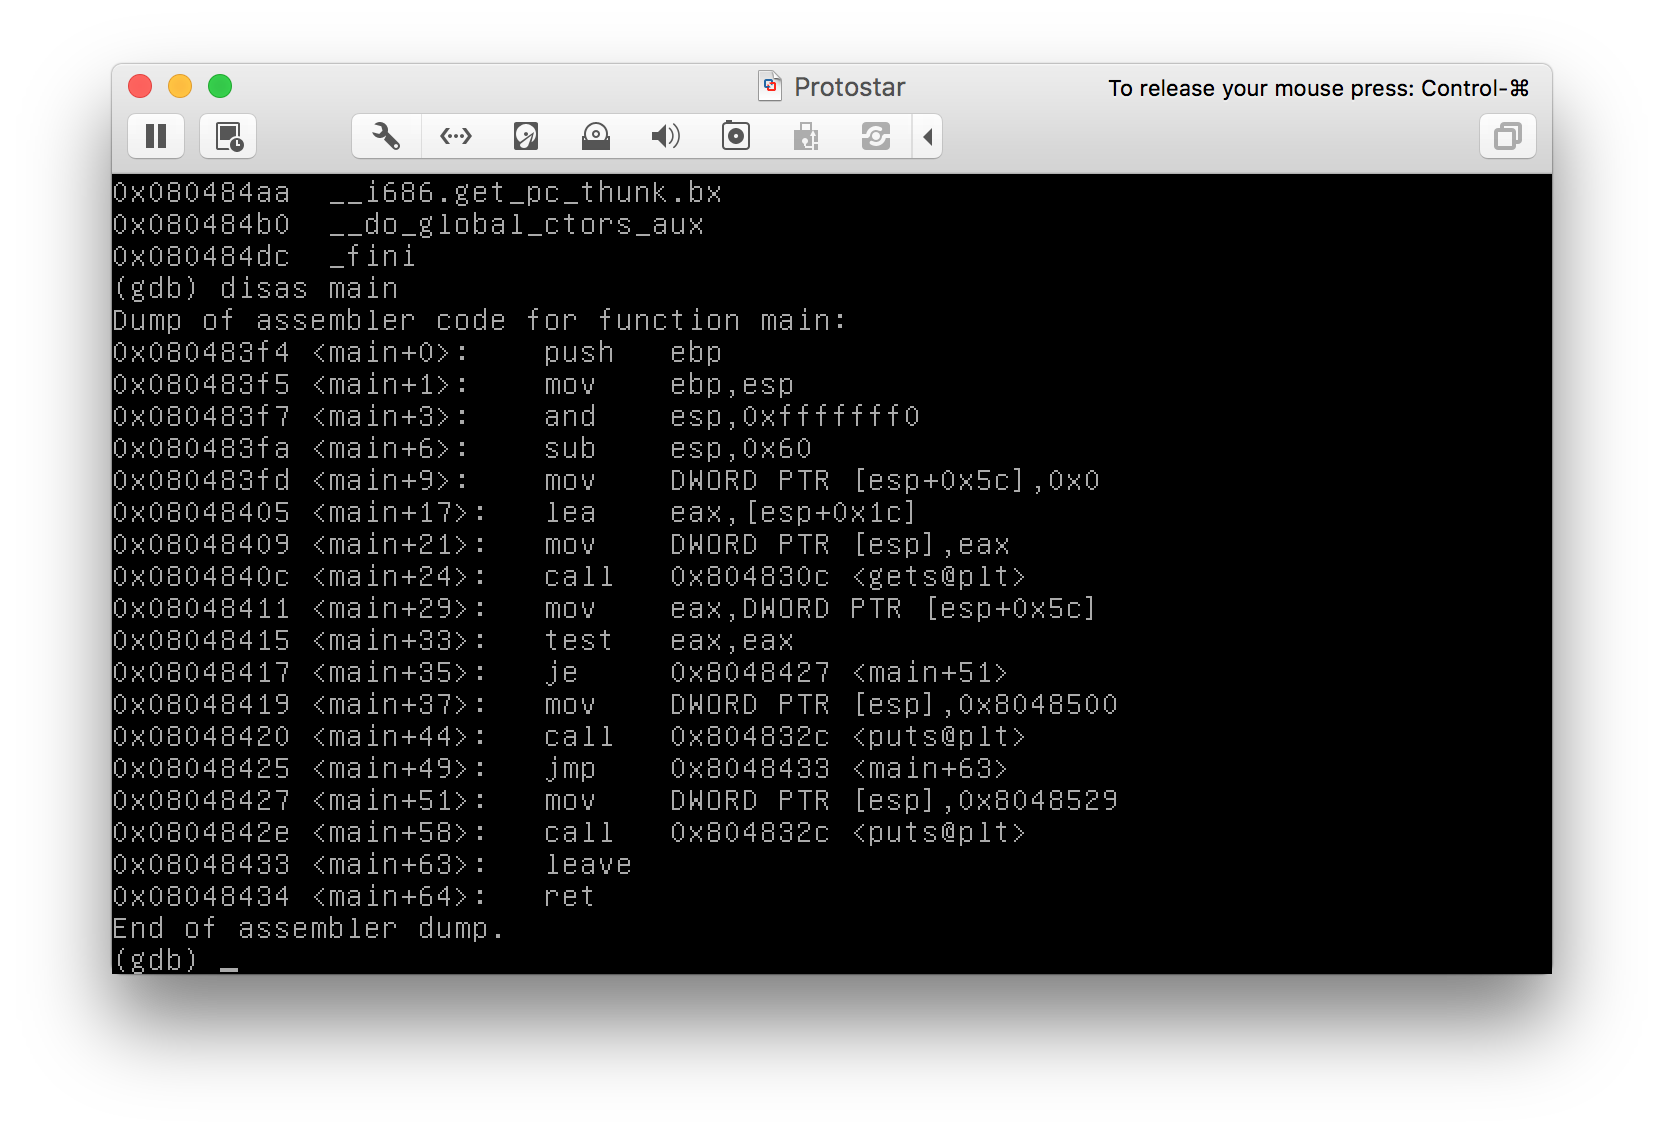 Protostar
To release your mouse press: Control-⌘
0x080484aa  __i686.get_pc_thunk.bx
0x080484b0  __do_global_ctors_aux
0x080484dc  _fini
(gdb) disas main
Dump of assembler code for function main:
0x080483f4 <main+0>:    push   ebp
0x080483f5 <main+1>:    mov    ebp,esp
0x080483f7 <main+3>:    and    esp,0xfffffff0
0x080483fa <main+6>:    sub    esp,0x60
0x080483fd <main+9>:    mov    DWORD PTR [esp+0x5c],0x0
0x08048405 <main+17>:   lea    eax,[esp+0x1c]
0x08048409 <main+21>:   mov    DWORD PTR [esp],eax
0x0804840c <main+24>:   call   0x804830c <gets@plt>
0x08048411 <main+29>:   mov    eax,DWORD PTR [esp+0x5c]
0x08048415 <main+33>:   test   eax,eax
0x08048417 <main+35>:   je     0x8048427 <main+51>
0x08048419 <main+37>:   mov    DWORD PTR [esp],0x8048500
0x08048420 <main+44>:   call   0x804832c <puts@plt>
0x08048425 <main+49>:   jmp    0x8048433 <main+63>
0x08048427 <main+51>:   mov    DWORD PTR [esp],0x8048529
0x0804842e <main+58>:   call   0x804832c <puts@plt>
0x08048433 <main+63>:   leave
0x08048434 <main+64>:   ret
End of assembler dump.
(gdb) _